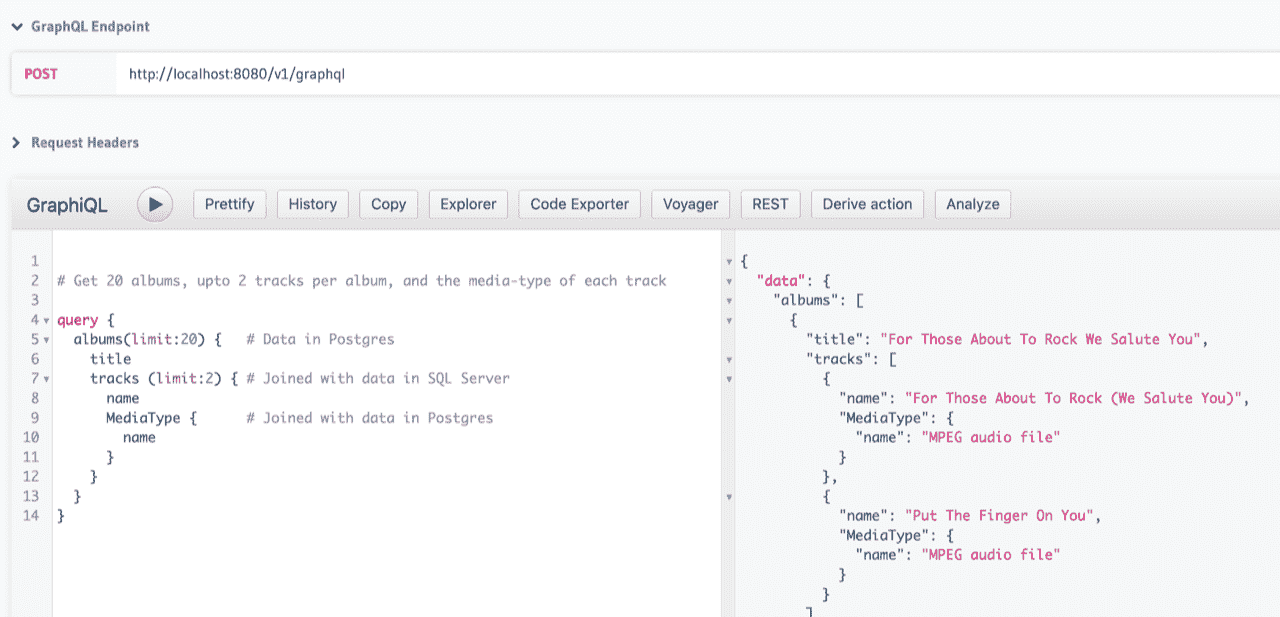 GraphQL Endpoint
POST http://localhost:8080/v1/graphql
Request Headers
GraphiQL Prettify History Copy Explorer Code Exporter Voyager REST Derive action Analyze
1
2 # Get 20 albums, upto 2 tracks per album, and the media-type of each track
3
4 query {
5 albums(limit:20) { # Data in Postgres
6 title
7 tracks (limit:2) { # Joined with data in SQL Server
8 name
9 MediaType { # Joined with data in Postgres
10 name
11 }
12 }
13 }
14 }
{
"data": {
"albums": [
{
"title": "For Those About To Rock We Salute You",
"tracks": [
{
"name": "For Those About To Rock (We Salute You)",
"MediaType": {
"name": "MPEG audio file"
}
},
{
"name": "Put The Finger On You",
"MediaType": {
"name": "MPEG audio file"
}
}
]